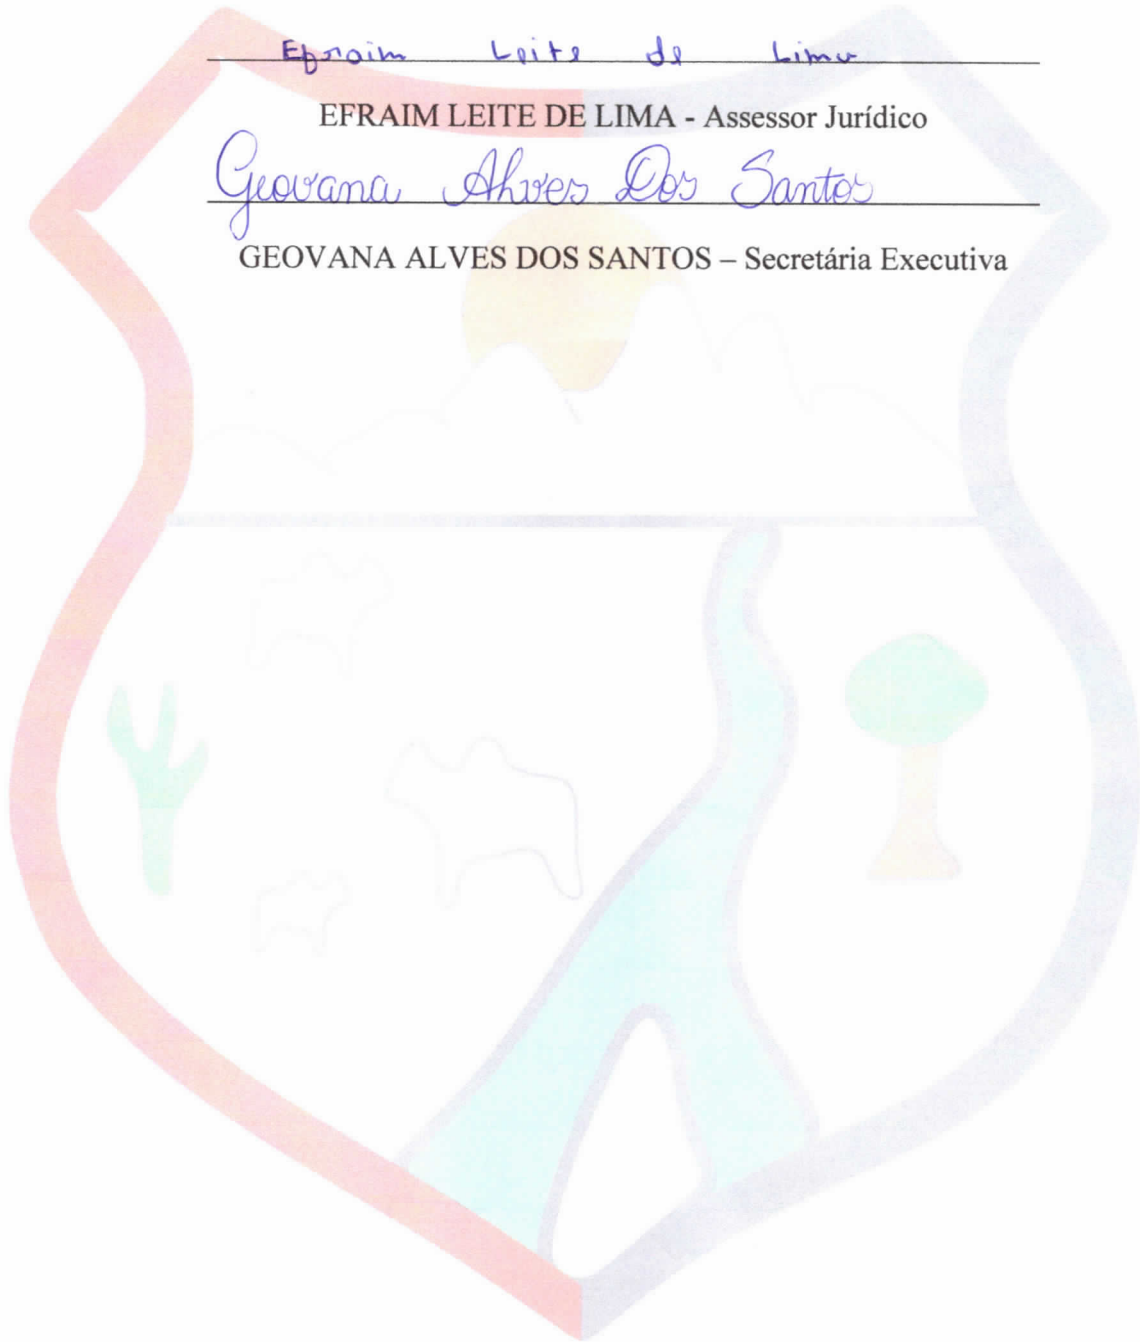 Efraim Leite de Lima
EFRAIM LEITE DE LIMA - Assessor Jurídico
Geovana Alves Dos Santos
GEOVANA ALVES DOS SANTOS – Secretária Executiva